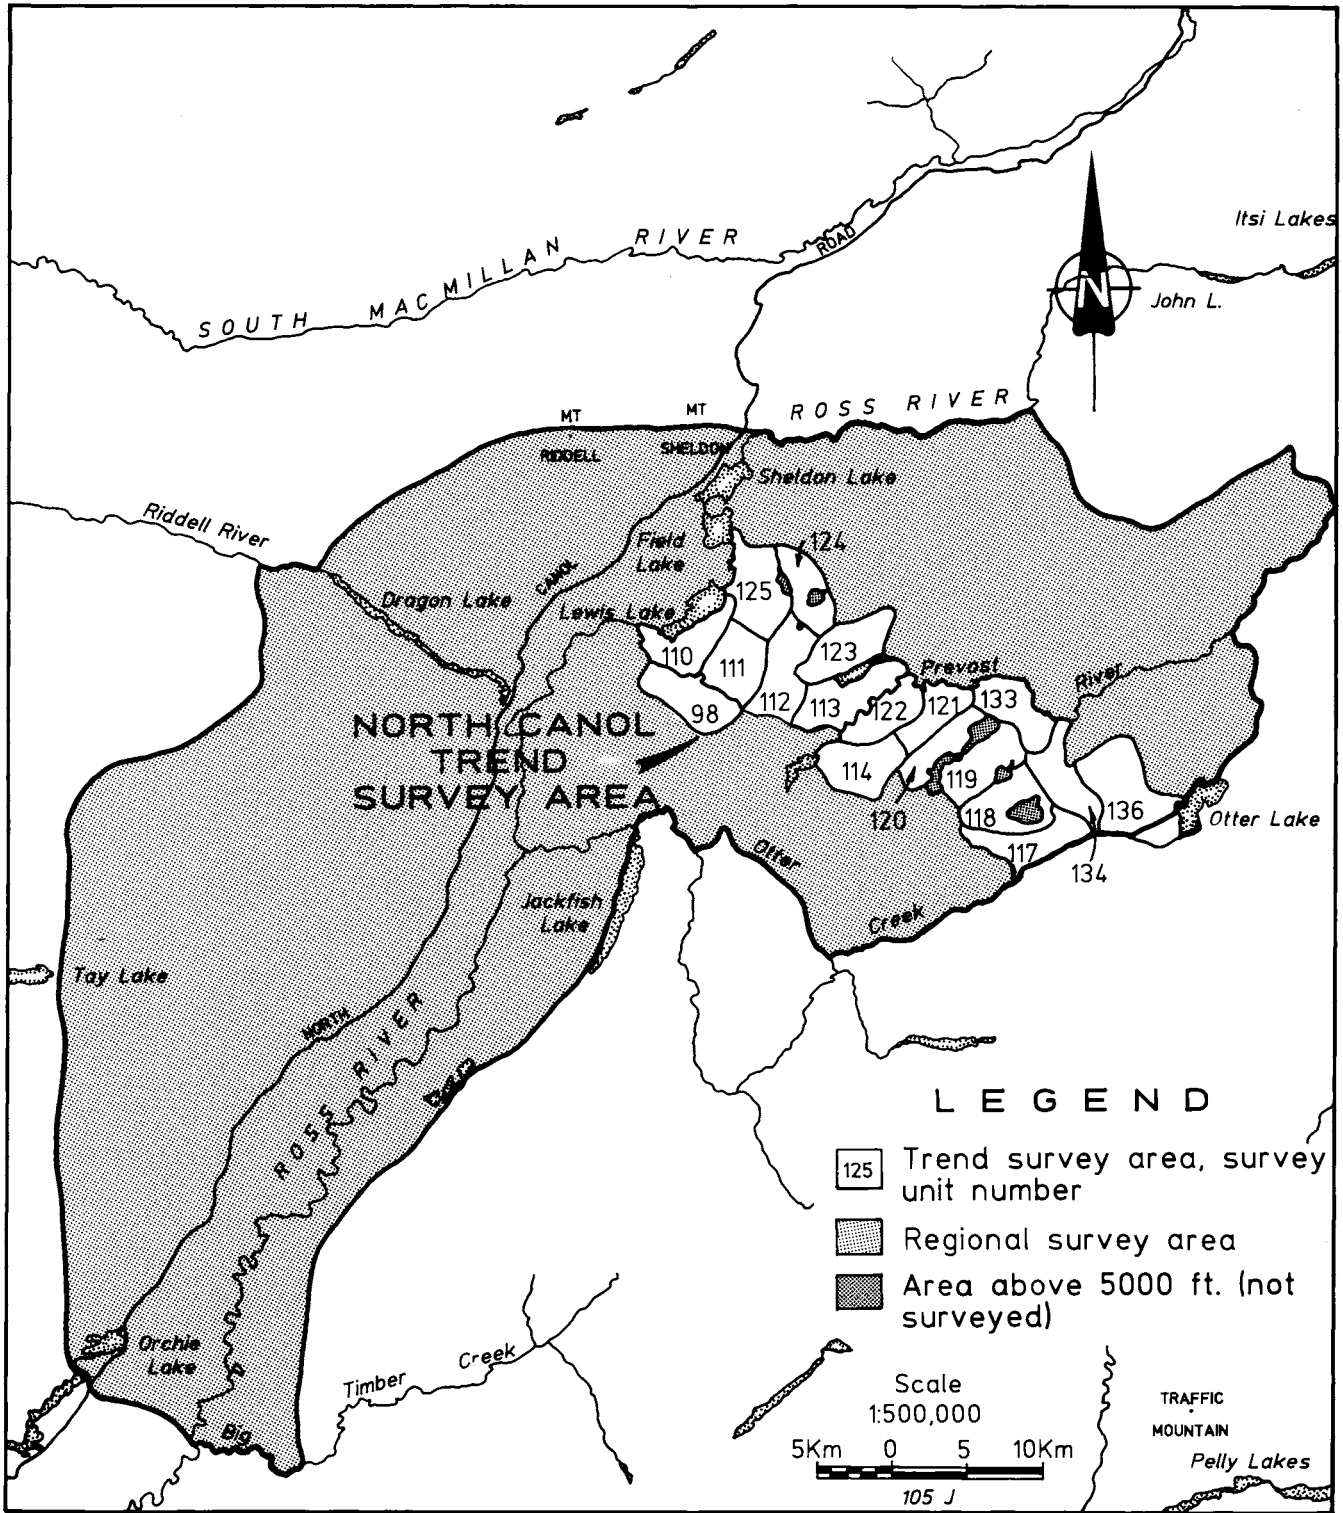 Itsi Lakes
SOUTH MACMILLAN RIVER
ROAD
N
John L.
ROSS RIVER
MT
RIDDELL
MT
SHELDON
Sheldon Lake
Riddell River
Field
Lake
124
CANOL
Dragon Lake
Lewis Lake
125
110
111
123
Prevost
River
98
112
113
122
121
133
NORTH CANOL
TREND
SURVEY AREA
114
119
120
118
136
Otter Lake
117
134
Otter
Creek
Jackfish
Lake
Tay Lake
NORTH
ROSS RIVER
LEGEND
125
Trend survey area, survey
unit number
Regional survey area
Area above 5000 ft. (not
surveyed)
Orchie
Lake
Big
Timber Creek
Scale
1:500,000
5Km 0 5 10Km
105 J
TRAFFIC
MOUNTAIN
Pelly Lakes